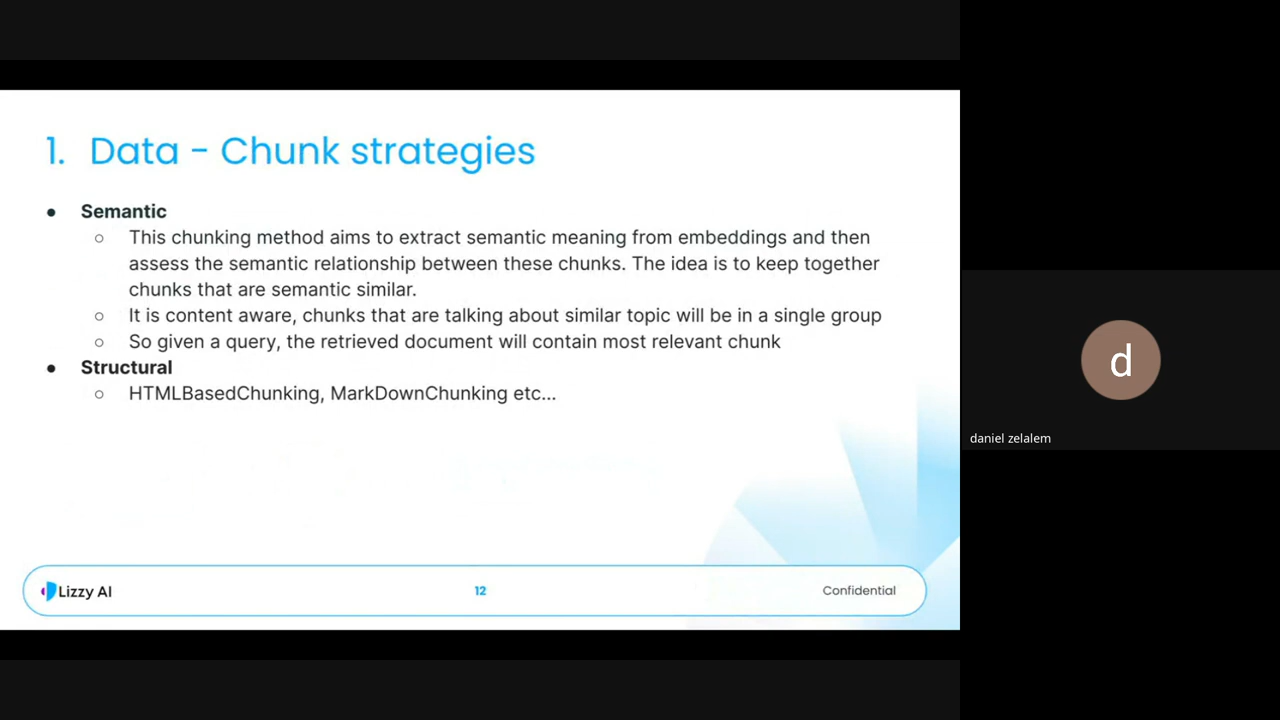 1. Data - Chunk strategies
● Semantic
○ This chunking method aims to extract semantic meaning from embeddings and then
assess the semantic relationship between these chunks. The idea is to keep together
chunks that are semantic similar.
○ It is content aware, chunks that are talking about similar topic will be in a single group
○ So given a query, the retrieved document will contain most relevant chunk
● Structural
○ HTMLBasedChunking, MarkDownChunking etc...
Lizzy AI
12
Confidential
d
daniel zelalem